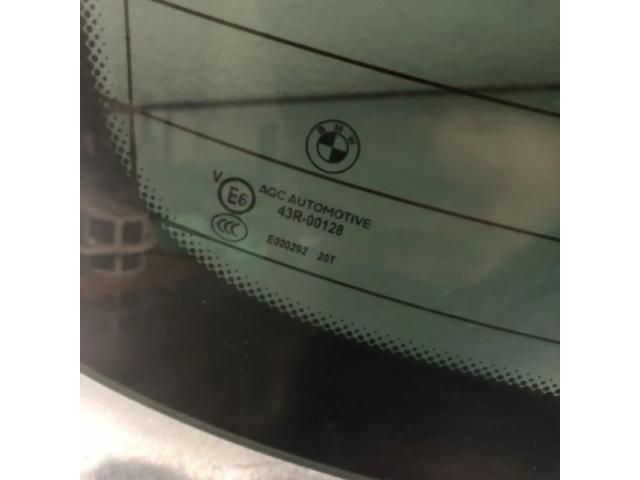 BMW
V
E6 AGC AUTOMOTIVE
43R-00128
CCC
E000292 20T